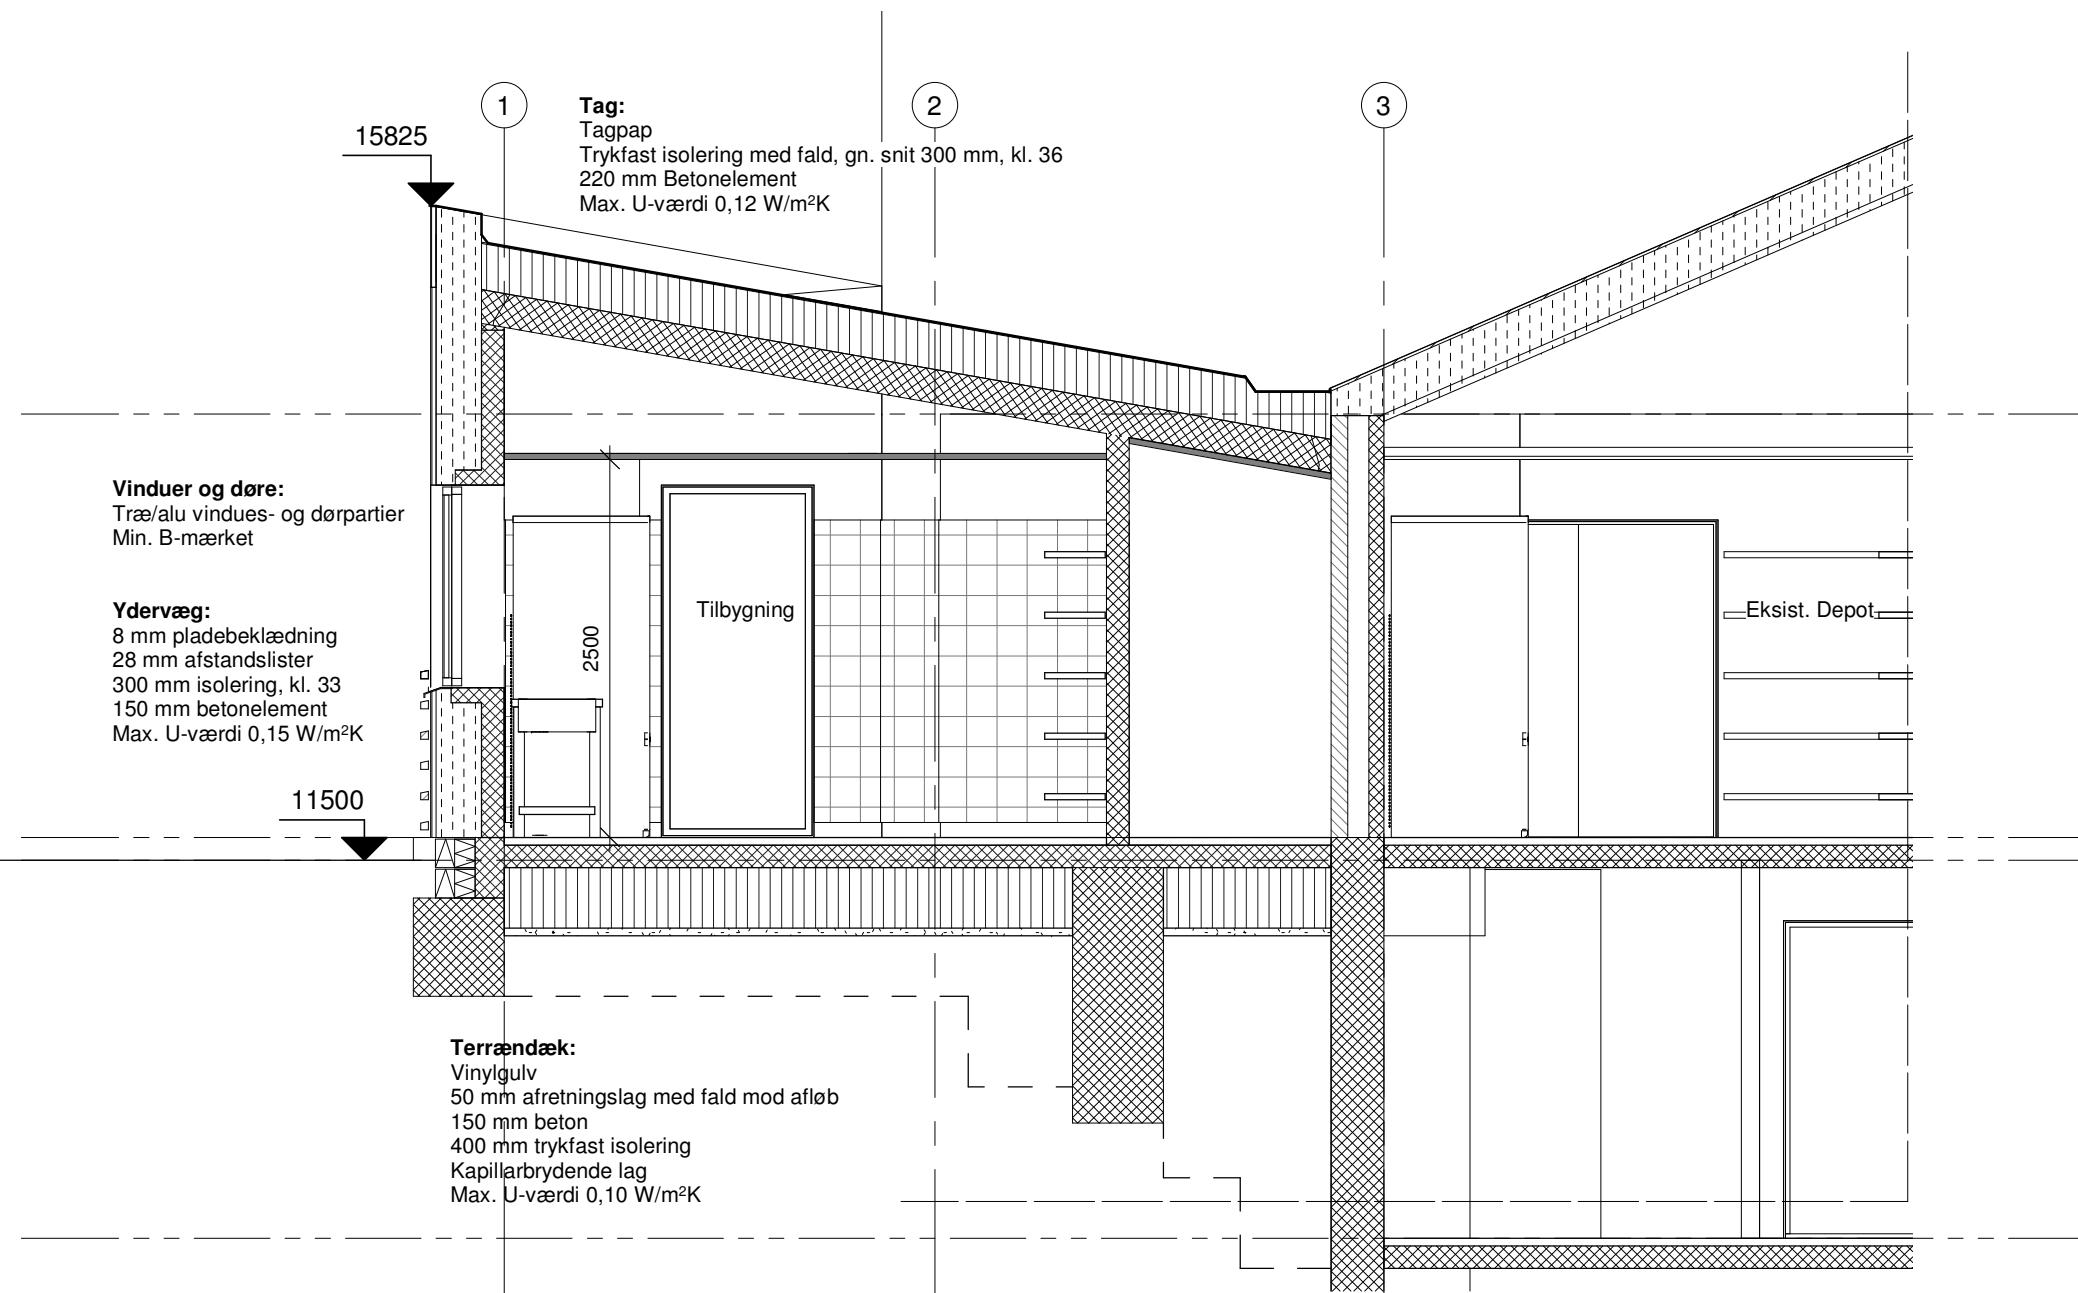 1
2
3
15825
Tag:
Tagpap
Trykfast isolering med fald, gn. snit 300 mm, kl. 36
220 mm Betonelement
Max. U-værdi 0,12 W/m²K
Vinduer og døre:
Træ/alu vindues- og dørpartier
Min. B-mærket
Ydervæg:
8 mm pladebeklædning
28 mm afstandslister
300 mm isolering, kl. 33
150 mm betonelement
Max. U-værdi 0,15 W/m²K
11500
2500
Tilbygning
Eksist. Depot
Terrændæk:
Vinylgulv
50 mm afretningslag med fald mod afløb
150 mm beton
400 mm trykfast isolering
Kapillarbrydende lag
Max. U-værdi 0,10 W/m²K